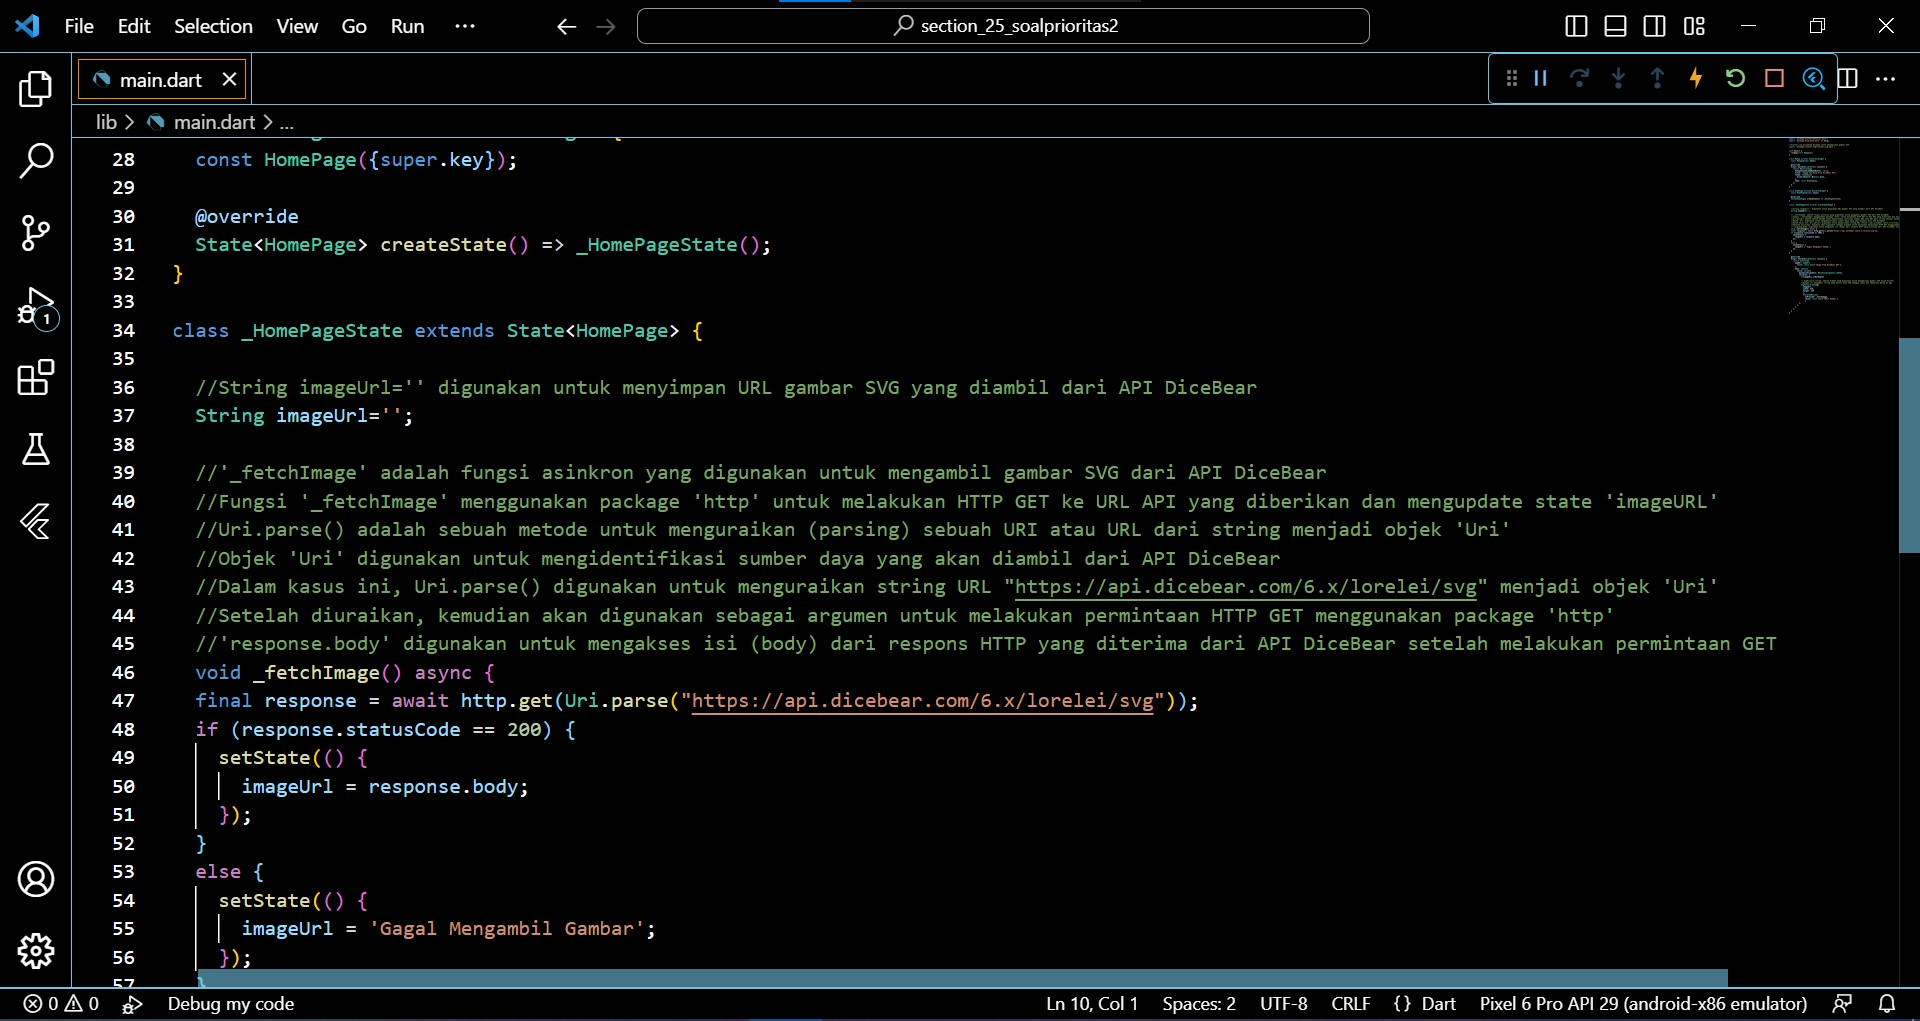 File Edit Selection View Go Run ··· section_25_soalprioritas2
main.dart
lib > main.dart > ...
28 const HomePage({super.key});
29
30 @override
31 State<HomePage> createState() => _HomePageState();
32 }
33
34 class _HomePageState extends State<HomePage> {
35
36 //String imageUrl='' digunakan untuk menyimpan URL gambar SVG yang diambil dari API DiceBear
37 String imageUrl='';
38
39 //'_fetchImage' adalah fungsi asinkron yang digunakan untuk mengambil gambar SVG dari API DiceBear
40 //Fungsi '_fetchImage' menggunakan package 'http' untuk melakukan HTTP GET ke URL API yang diberikan dan mengupdate state 'imageURL'
41 //Uri.parse() adalah sebuah metode untuk menguraikan (parsing) sebuah URI atau URL dari string menjadi objek 'Uri'
42 //Objek 'Uri' digunakan untuk mengidentifikasi sumber daya yang akan diambil dari API DiceBear
43 //Dalam kasus ini, Uri.parse() digunakan untuk menguraikan string URL "https://api.dicebear.com/6.x/lorelei/svg" menjadi objek 'Uri'
44 //Setelah diuraikan, kemudian akan digunakan sebagai argumen untuk melakukan permintaan HTTP GET menggunakan package 'http'
45 //'response.body' digunakan untuk mengakses isi (body) dari respons HTTP yang diterima dari API DiceBear setelah melakukan permintaan GET
46 void _fetchImage() async {
47 final response = await http.get(Uri.parse("https://api.dicebear.com/6.x/lorelei/svg"));
48 if (response.statusCode == 200) {
49 setState(() {
50 imageUrl = response.body;
51 });
52 }
53 else {
54 setState(() {
55 imageUrl = 'Gagal Mengambil Gambar';
56 });
57 }
1
0 0 Debug my code Ln 10, Col 1 Spaces: 2 UTF-8 CRLF {} Dart Pixel 6 Pro API 29 (android-x86 emulator)